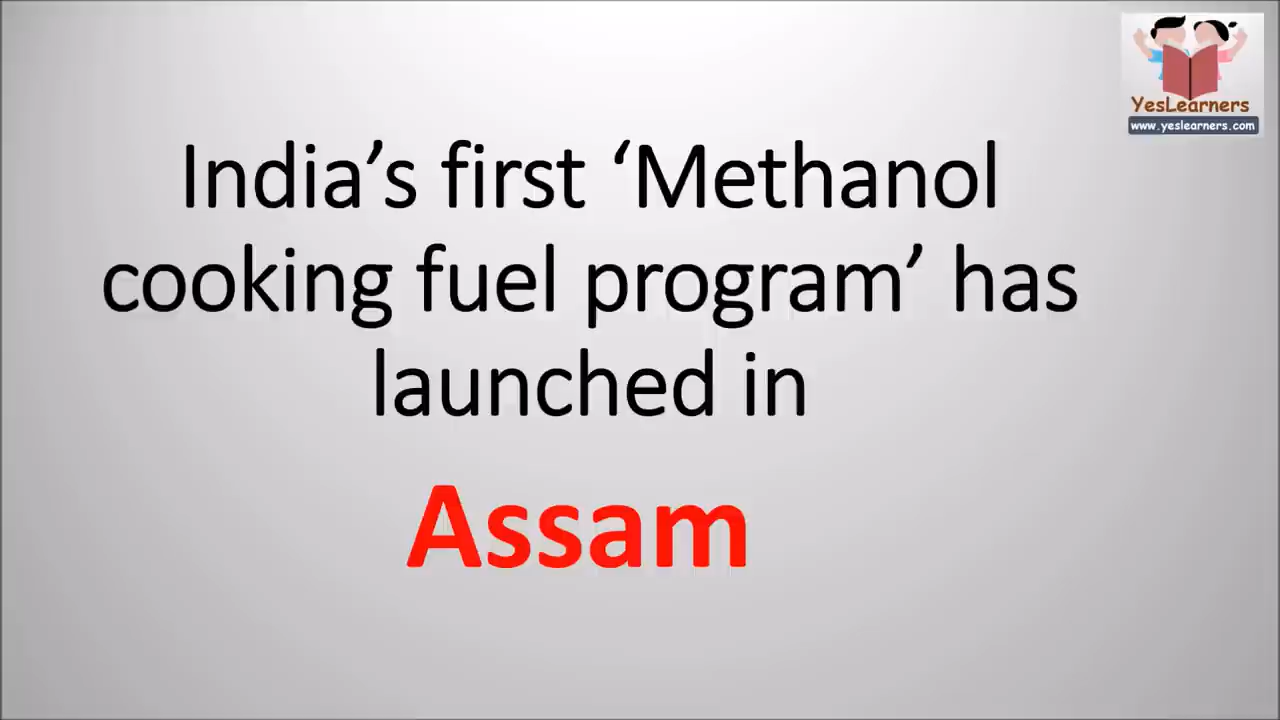 YesLearners
www.yeslearners.com
India’s first ‘Methanol
cooking fuel program’ has
launched in
Assam